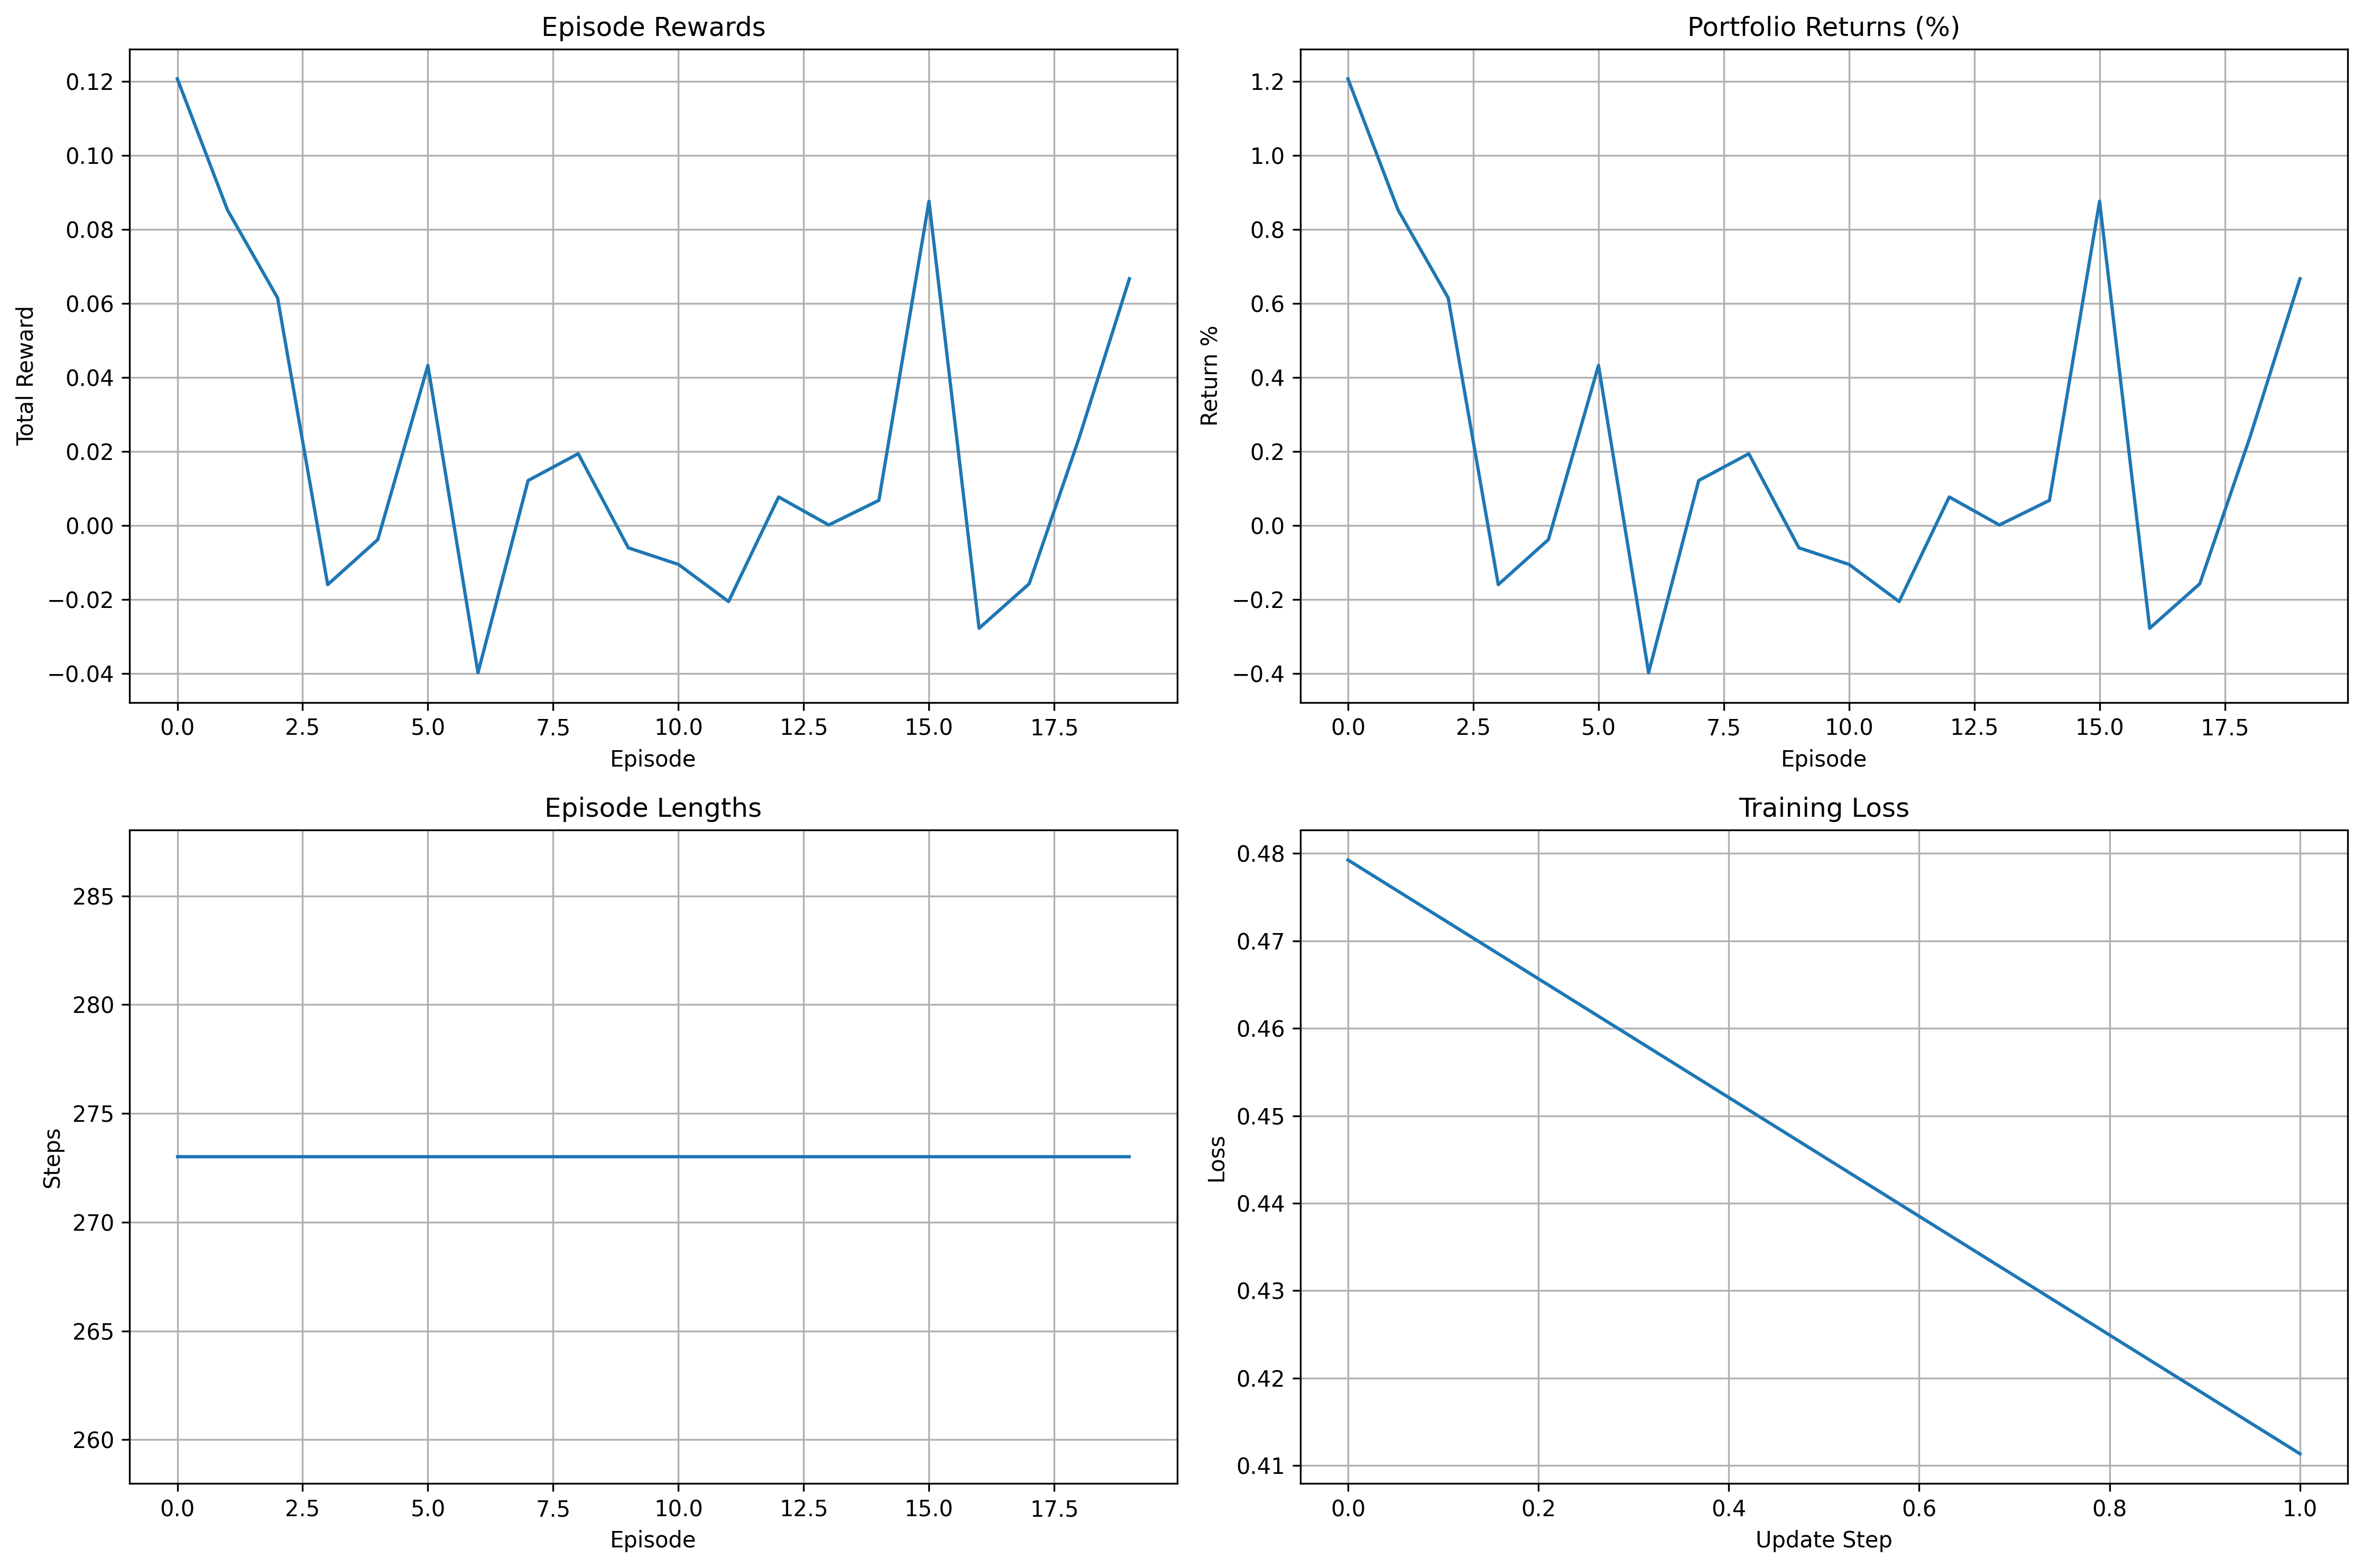 Episode Rewards
Total Reward
0.12
0.10
0.08
0.06
0.04
0.02
0.00
−0.02
−0.04
0.0 2.5 5.0 7.5 10.0 12.5 15.0 17.5
Episode
Portfolio Returns (%)
Return %
1.2
1.0
0.8
0.6
0.4
0.2
0.0
−0.2
−0.4
0.0 2.5 5.0 7.5 10.0 12.5 15.0 17.5
Episode
Episode Lengths
Steps
285
280
275
270
265
260
0.0 2.5 5.0 7.5 10.0 12.5 15.0 17.5
Episode
Training Loss
Loss
0.48
0.47
0.46
0.45
0.44
0.43
0.42
0.41
0.0 0.2 0.4 0.6 0.8 1.0
Update Step